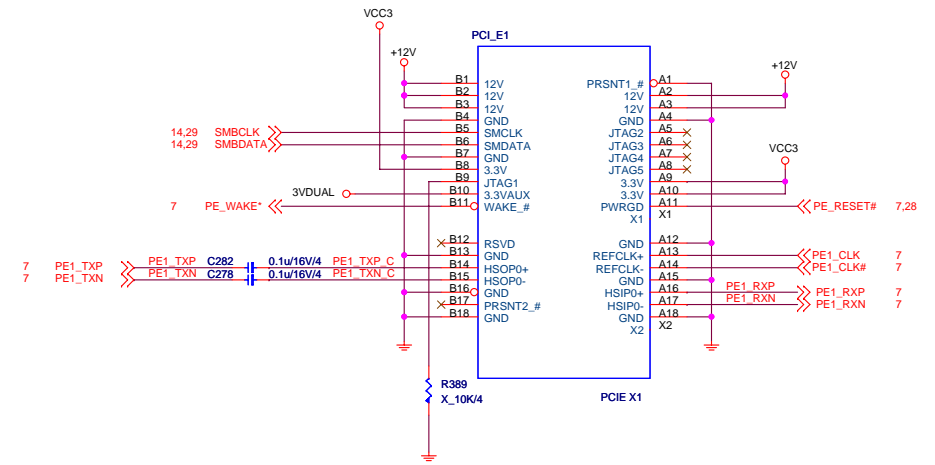 VCC3
PCI_E1
+12V
+12V
B1 12V PRSNT1_# A1
B2 12V 12V A2
B3 12V 12V A3
B4 GND GND A4
14,29 SMBCLK B5 SMCLK JTAG2 A5
14,29 SMBDATA B6 SMDATA JTAG3 A6
B7 GND JTAG4 A7
VCC3
B8 3.3V JTAG5 A8
B9 JTAG1 3.3V A9
3VDUAL B10 3.3VAUX 3.3V A10
7 PE_WAKE* B11 WAKE_# PWRGD A11 PE_RESET# 7,28
X1 X1
B12 RSVD GND A12
B13 GND REFCLK+ A13 PE1_CLK 7
7 PE1_TXP PE1_TXP C282 0.1u/16V/4 PE1_TXP_C B14 HSOP0+ REFCLK- A14 PE1_CLK# 7
7 PE1_TXN PE1_TXN C278 0.1u/16V/4 PE1_TXN_C B15 HSOP0- GND A15
B16 GND HSIP0+ A16 PE1_RXP PE1_RXP 7
B17 PRSNT2_# HSIP0- A17 PE1_RXN PE1_RXN 7
B18 GND GND A18
X2 X2
R389
X_10K/4
PCIE X1